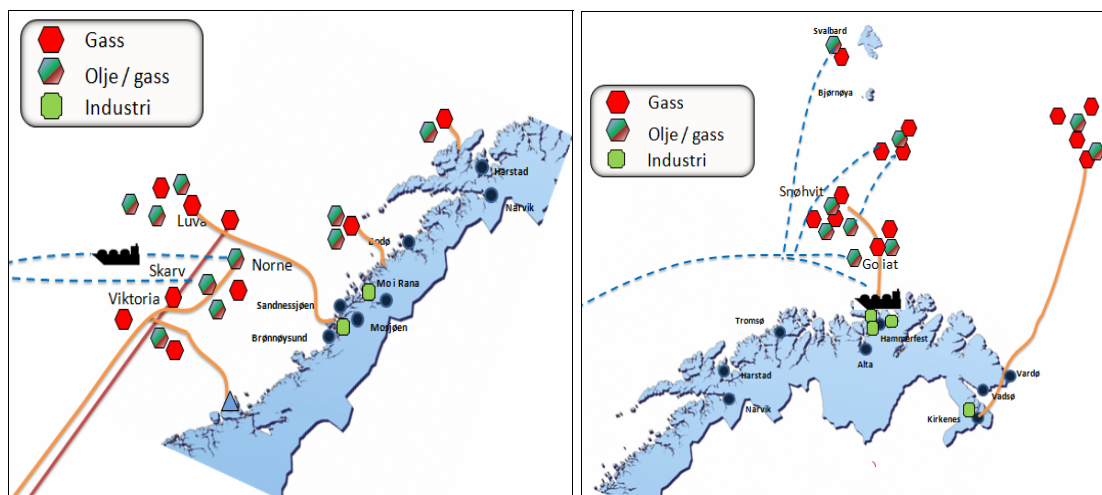 Gass
Olje / gass
Industri
Harstad
Narvik
Luva
Bodø
Skarv
Norne
Mo i Rana
Viktoria
Sandnessjøen
Mosjøen
Brønnøysund
Svalbard
Bjørnøya
Gass
Olje / gass
Industri
Snøhvit
Goliat
Tromsø
Hammerfest
Alta
Harstad
Narvik
Vardø
Vadsø
Kirkenes